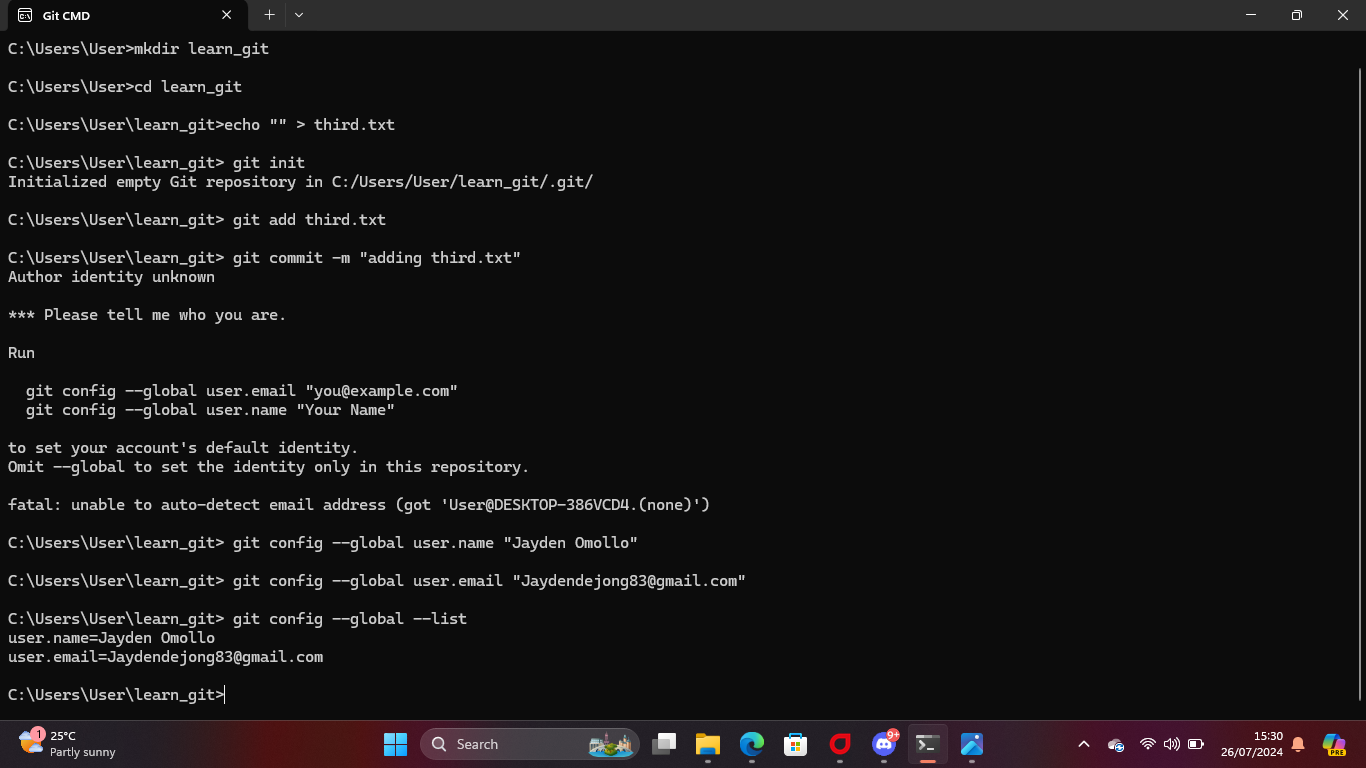 Git CMD
C:\Users\User>mkdir learn_git
C:\Users\User>cd learn_git
C:\Users\User\learn_git>echo "" > third.txt
C:\Users\User\learn_git> git init
Initialized empty Git repository in C:/Users/User/learn_git/.git/
C:\Users\User\learn_git> git add third.txt
C:\Users\User\learn_git> git commit -m "adding third.txt"
Author identity unknown
*** Please tell me who you are.
Run
git config --global user.email "you@example.com"
git config --global user.name "Your Name"
to set your account's default identity.
Omit --global to set the identity only in this repository.
fatal: unable to auto-detect email address (got 'User@DESKTOP-386VCD4.(none)')
C:\Users\User\learn_git> git config --global user.name "Jayden Omollo"
C:\Users\User\learn_git> git config --global user.email "Jaydendejong83@gmail.com"
C:\Users\User\learn_git> git config --global --list
user.name=Jayden Omollo
user.email=Jaydendejong83@gmail.com
C:\Users\User\learn_git>
1
25°C
Partly sunny
Search
9+
15:30
26/07/2024
PRE